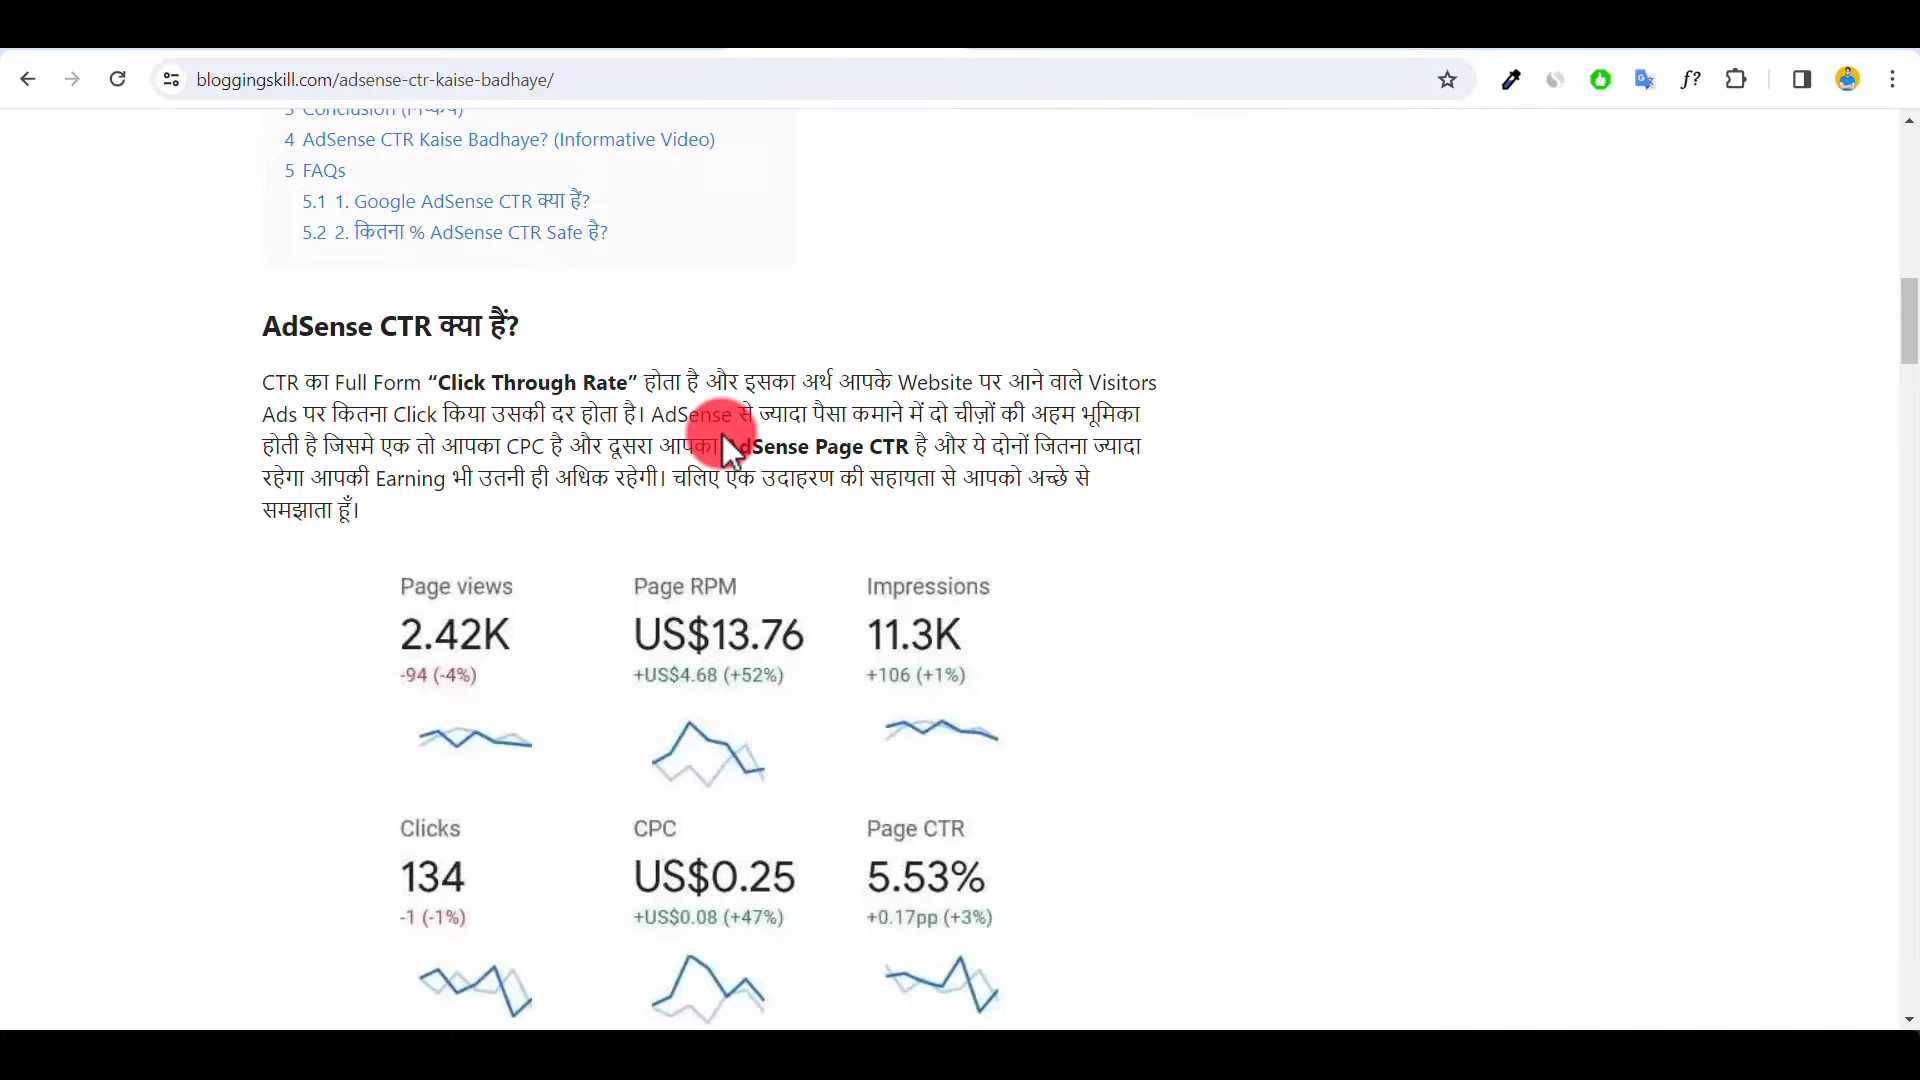 bloggingskill.com/adsense-ctr-kaise-badhaye/
f?
3 Conclusion (निष्कर्ष)
4 AdSense CTR Kaise Badhaye? (Informative Video)
5 FAQs
5.1 1. Google AdSense CTR क्या हैं?
5.2 2. कितना % AdSense CTR Safe है?
AdSense CTR क्या हैं?
CTR का Full Form “Click Through Rate” होता है और इसका अर्थ आपके Website पर आने वाले Visitors
Ads पर कितना Click किया उसकी दर होता है। AdSense से ज्यादा पैसा कमाने में दो चीज़ों की अहम भूमिका
होती है जिसमे एक तो आपका CPC है और दूसरा आपका AdSense Page CTR है और ये दोनों जितना ज्यादा
रहेगा आपकी Earning भी उतनी ही अधिक रहेगी। चलिए एक उदाहरण की सहायता से आपको अच्छे से
समझाता हूँ।
Page views Page RPM Impressions
2.42K US$13.76 11.3K
-94 (-4%) +US$4.68 (+52%) +106 (+1%)
Clicks CPC Page CTR
134 US$0.25 5.53%
-1 (-1%) +US$0.08 (+47%) +0.17pp (+3%)